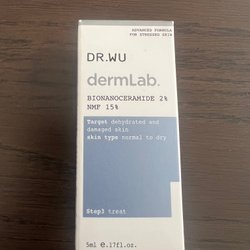 ADVANCED FORMULA
FOR STRESSED SKIN
DR.WU
dermLab.
BIONANOCERAMIDE 2%
NMF 15%
Target dehydrated and
damaged skin
skin type normal to dry
Step3 treat
5ml e.17fl.oz.